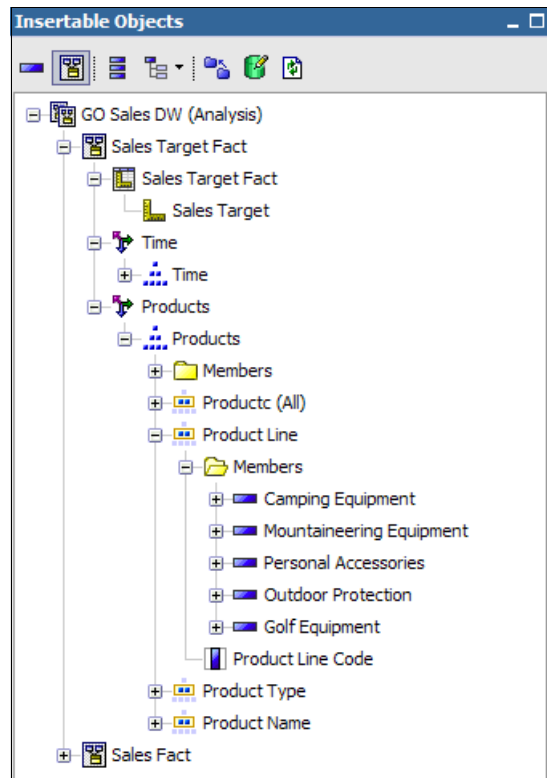 Insertable Objects
GO Sales DW (Analysis)
Sales Target Fact
Sales Target Fact
Sales Target
Time
Time
Products
Products
Members
Productc (All)
Product Line
Members
Camping Equipment
Mountaineering Equipment
Personal Accessories
Outdoor Protection
Golf Equipment
Product Line Code
Product Type
Product Name
Sales Fact